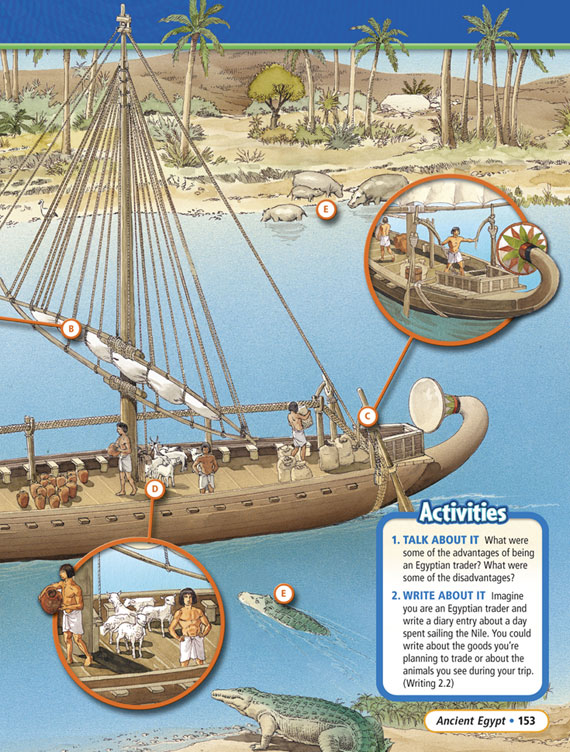 E
B
C
D
E
Activities
1. TALK ABOUT IT What were
some of the advantages of being
an Egyptian trader? What were
some of the disadvantages?
2. WRITE ABOUT IT Imagine
you are an Egyptian trader and
write a diary entry about a day
spent sailing the Nile. You could
write about the goods you're
planning to trade or about the
animals you see during your trip.
(Writing 2.2)
Ancient Egypt • 153